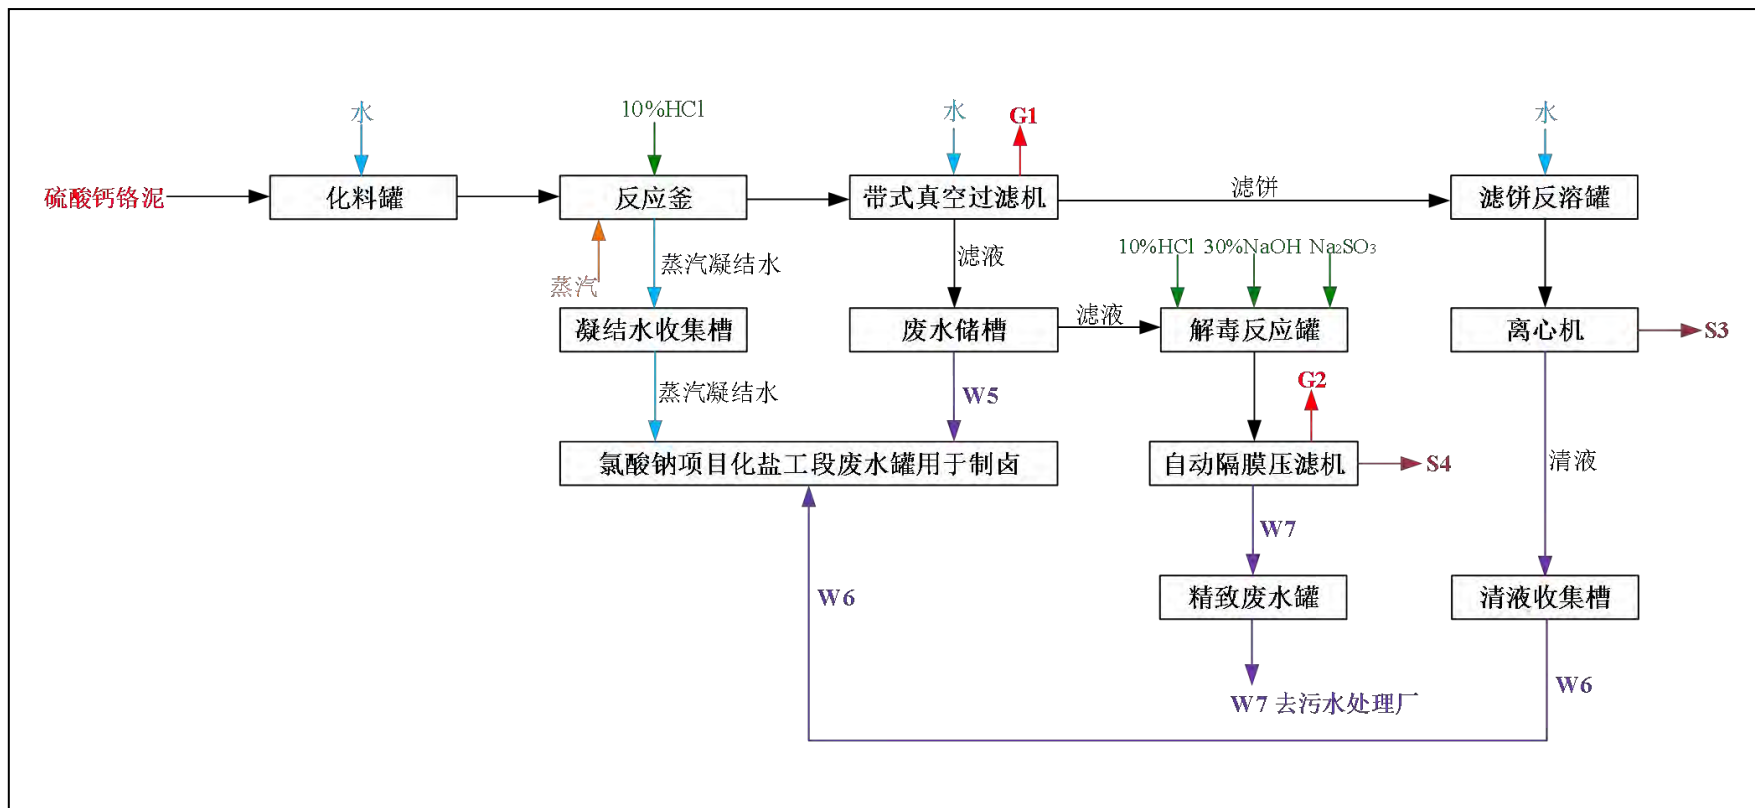 水
10%HCl
水
G1
水
硫酸钙铬泥
化料罐
反应釜
带式真空过滤机
滤饼
滤饼反溶罐
蒸汽
蒸汽凝结水
滤液
10%HCl
30%NaOH
Na₂SO₃
凝结水收集槽
废水储槽
滤液
解毒反应罐
离心机
S3
蒸汽凝结水
W5
G2
氯酸钠项目化盐工段废水罐用于制卤
自动隔膜压滤机
S4
清液
W7
W6
精致废水罐
清液收集槽
W6
W7 去污水处理厂